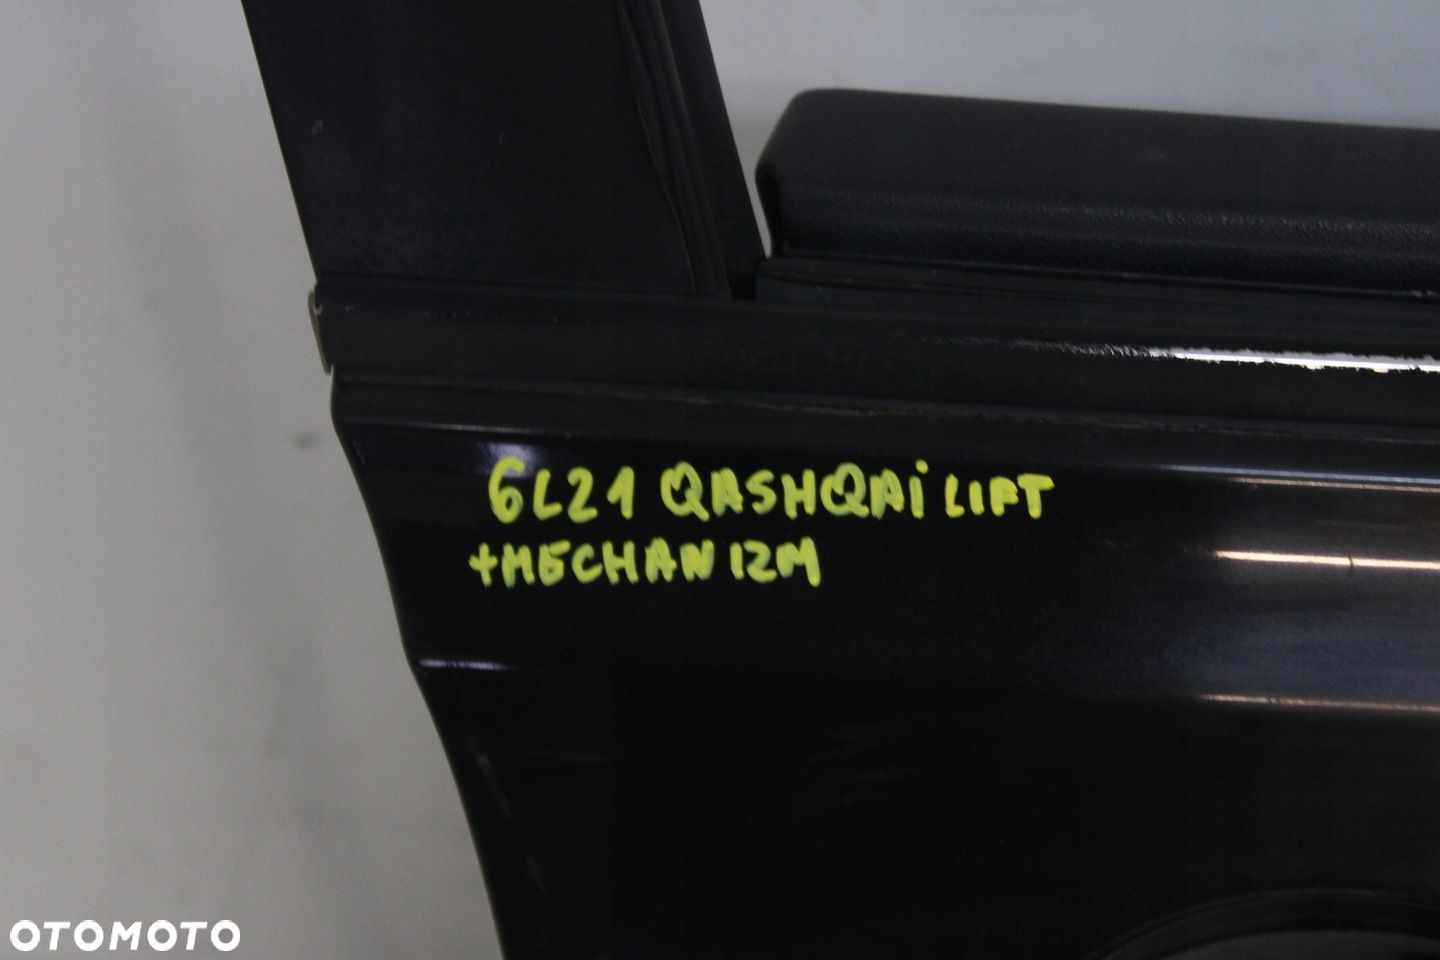 6L21 QASHQAi LIFT
+MECHANIZM
OTOMOTO